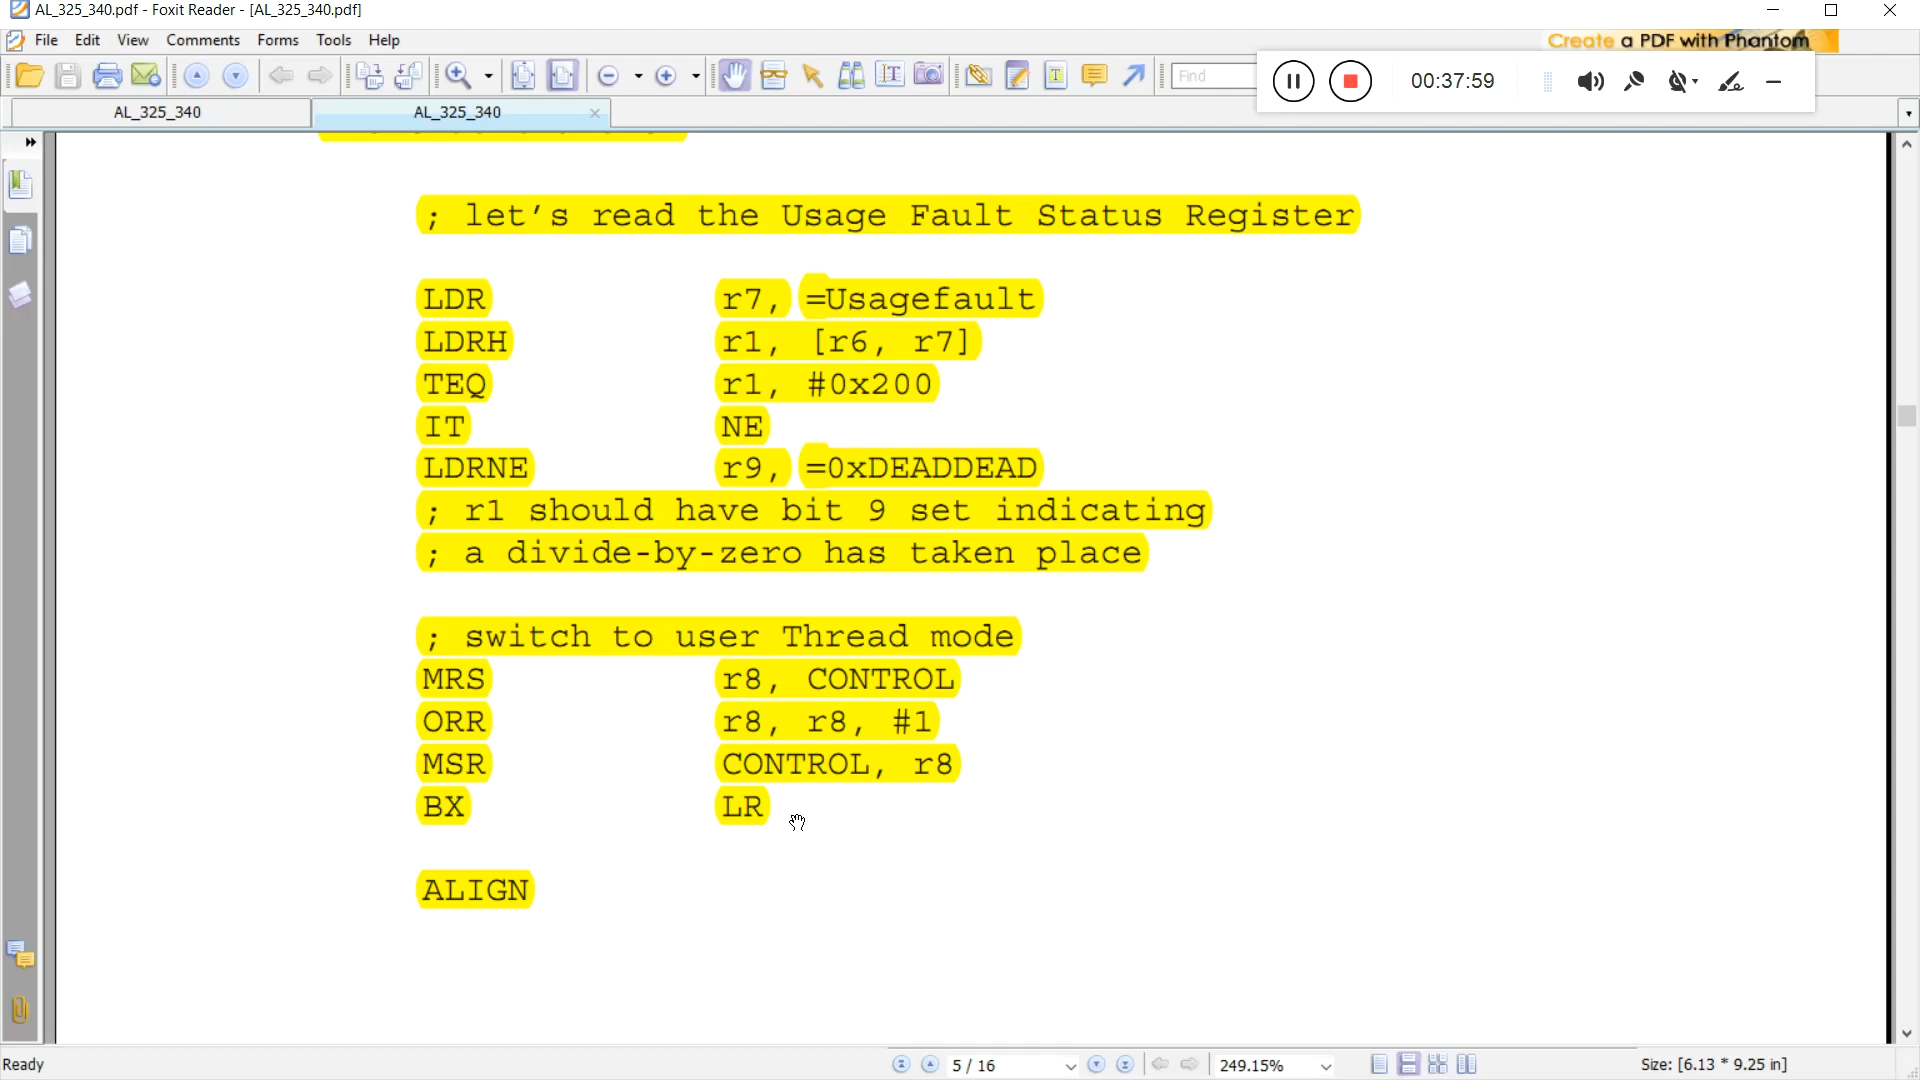 AL_325_340.pdf - Foxit Reader - [AL_325_340.pdf]
File Edit View Comments Forms Tools Help
Create a PDF with Phantom
Find
00:37:59
AL_325_340 AL_325_340
; let's read the Usage Fault Status Register
LDR r7, =Usagefault
LDRH r1, [r6, r7]
TEQ r1, #0x200
IT NE
LDRNE r9, =0xDEADDEAD
; r1 should have bit 9 set indicating
; a divide-by-zero has taken place
; switch to user Thread mode
MRS r8, CONTROL
ORR r8, r8, #1
MSR CONTROL, r8
BX LR
ALIGN
Ready 5 / 16 249.15% Size: [6.13 * 9.25 in]